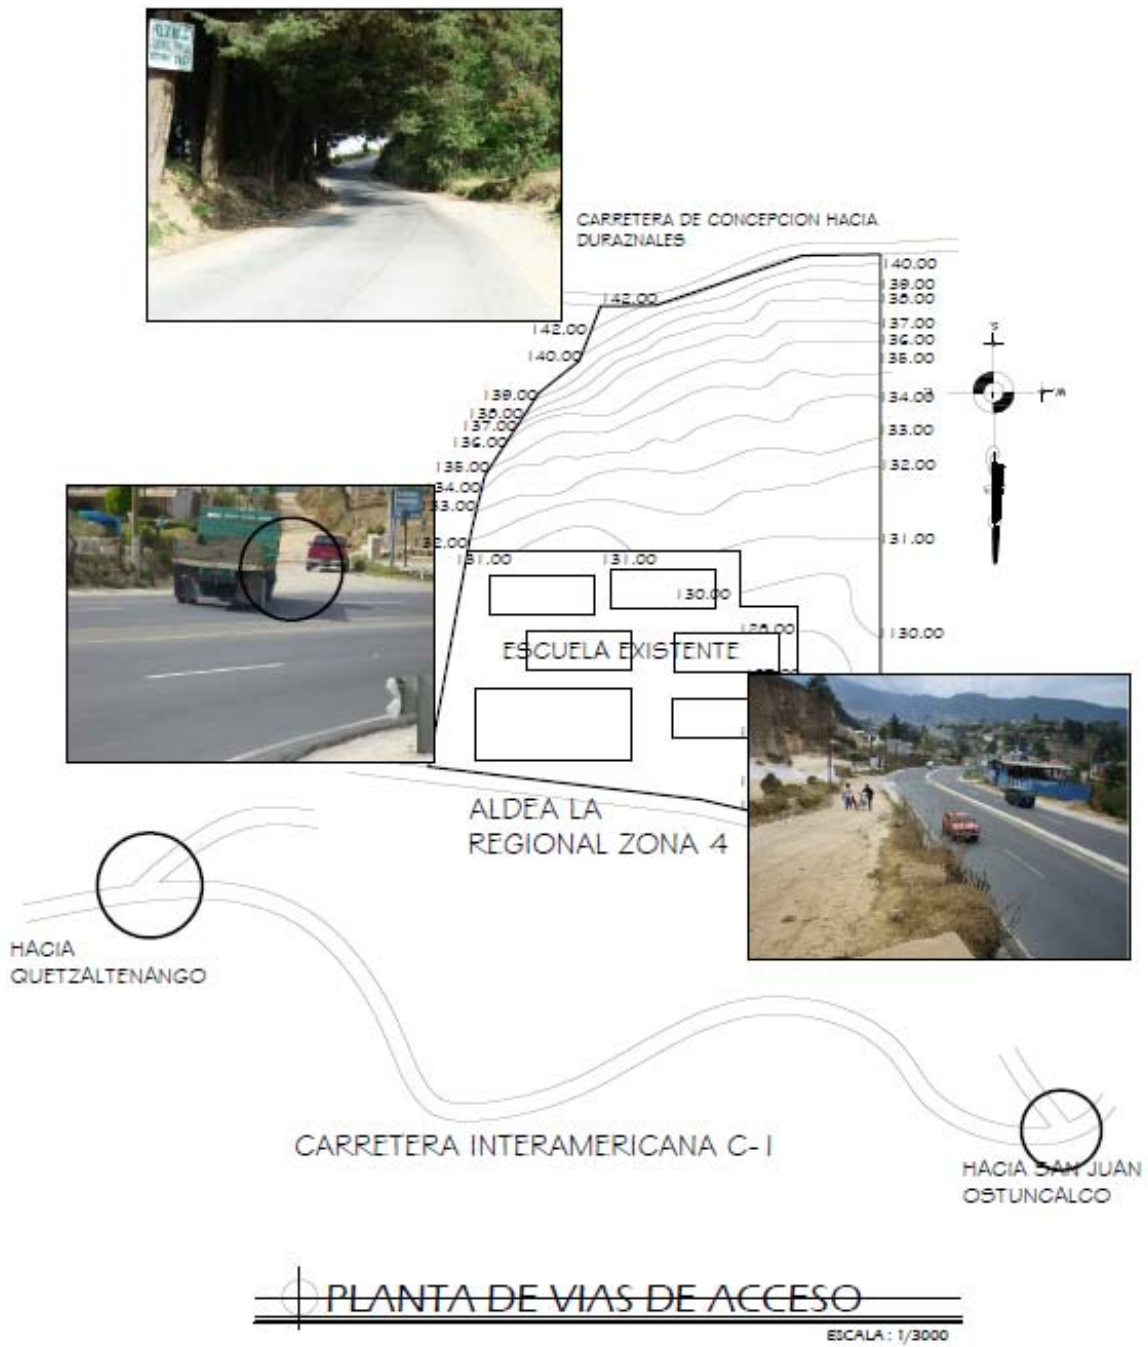 CARRETERA DE CONCEPCION HACIA
DURAZNALES
140.00
139.00
138.00
137.00
136.00
135.00
134.00
133.00
132.00
131.00
130.00
142.00
142.00
140.00
139.00
138.00
137.00
136.00
135.00
134.00
133.00
132.00
131.00
131.00
130.00
128.00
S
W
ESCUELA EXISTENTE
ALDEA LA
REGIONAL ZONA 4
HACIA
QUETZALTENANGO
CARRETERA INTERAMERICANA C-1
HACIA SAN JUAN
OSTUNCALCO
PLANTA DE VIAS DE ACCESO
ESCALA : 1/3000